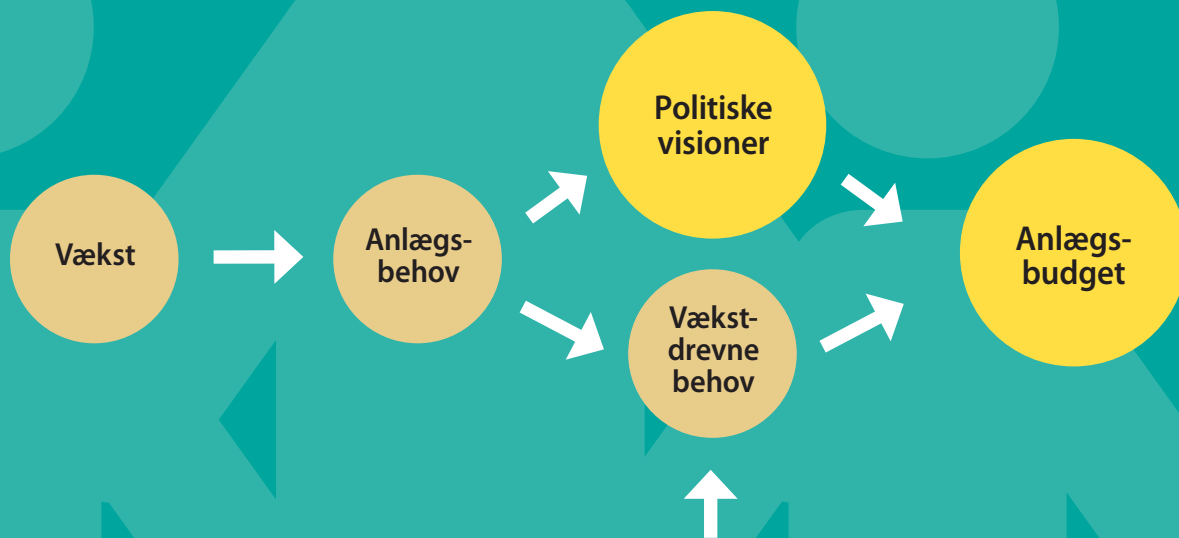 Vækst
Anlægs-
behov
Politiske
visioner
Vækst-
drevne
behov
Anlægs-
budget